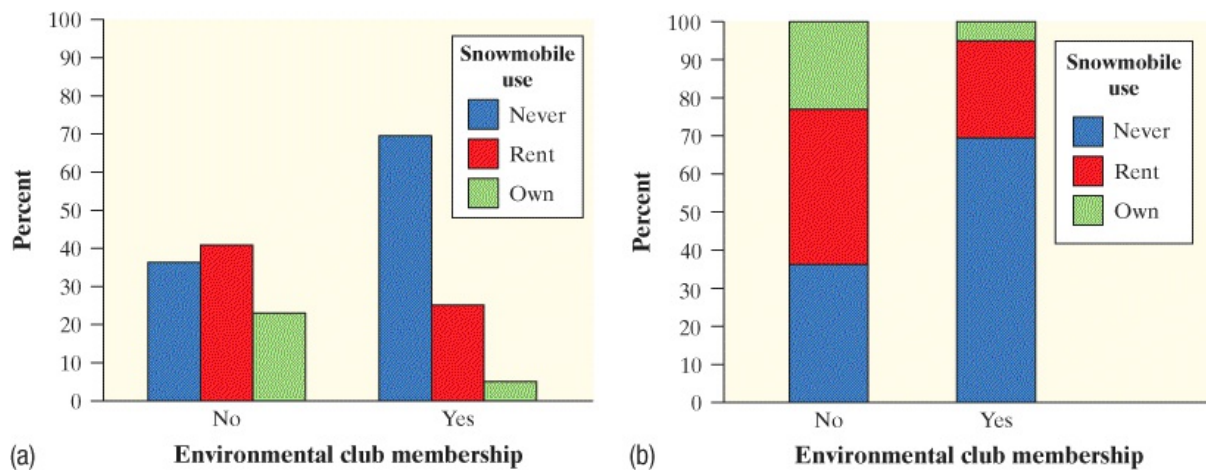 100
90
80
70
60
50
40
30
20
10
0
Percent
Snowmobile
use
Never
Rent
Own
No
Yes
Environmental club membership
(a)
100
90
80
70
60
50
40
30
20
10
0
Percent
Snowmobile
use
Never
Rent
Own
No
Yes
Environmental club membership
(b)